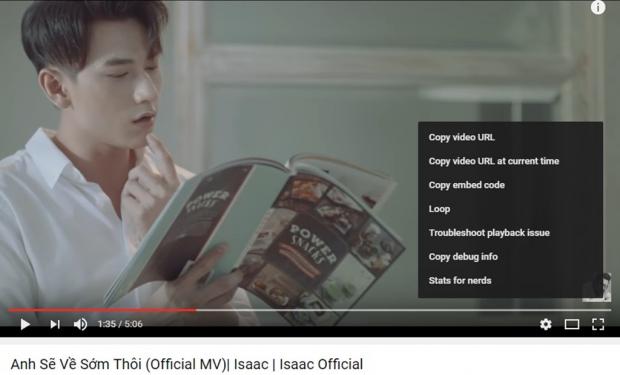 POWER
SNACKS
POWER
SNACKS
Copy video URL
Copy video URL at current time
Copy embed code
Loop
Troubleshoot playback issue
Copy debug info
Stats for nerds
1:35 / 5:06
Anh Sẽ Về Sớm Thôi (Official MV)| Isaac | Isaac Official